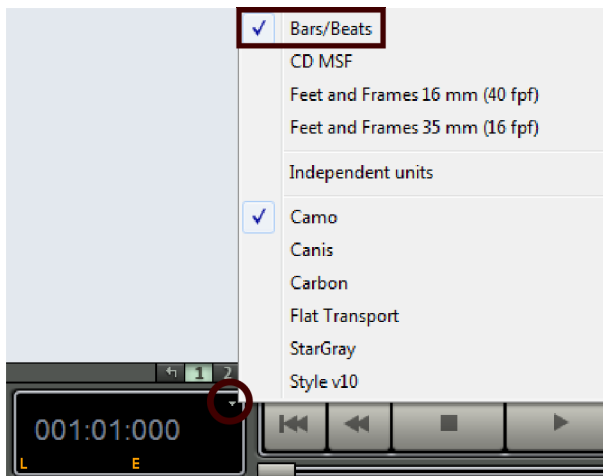 Bars/Beats
CD MSF
Feet and Frames 16 mm (40 fpf)
Feet and Frames 35 mm (16 fpf)
Independent units
Camo
Canis
Carbon
Flat Transport
StarGray
Style v10
1 2
001:01:000
L E